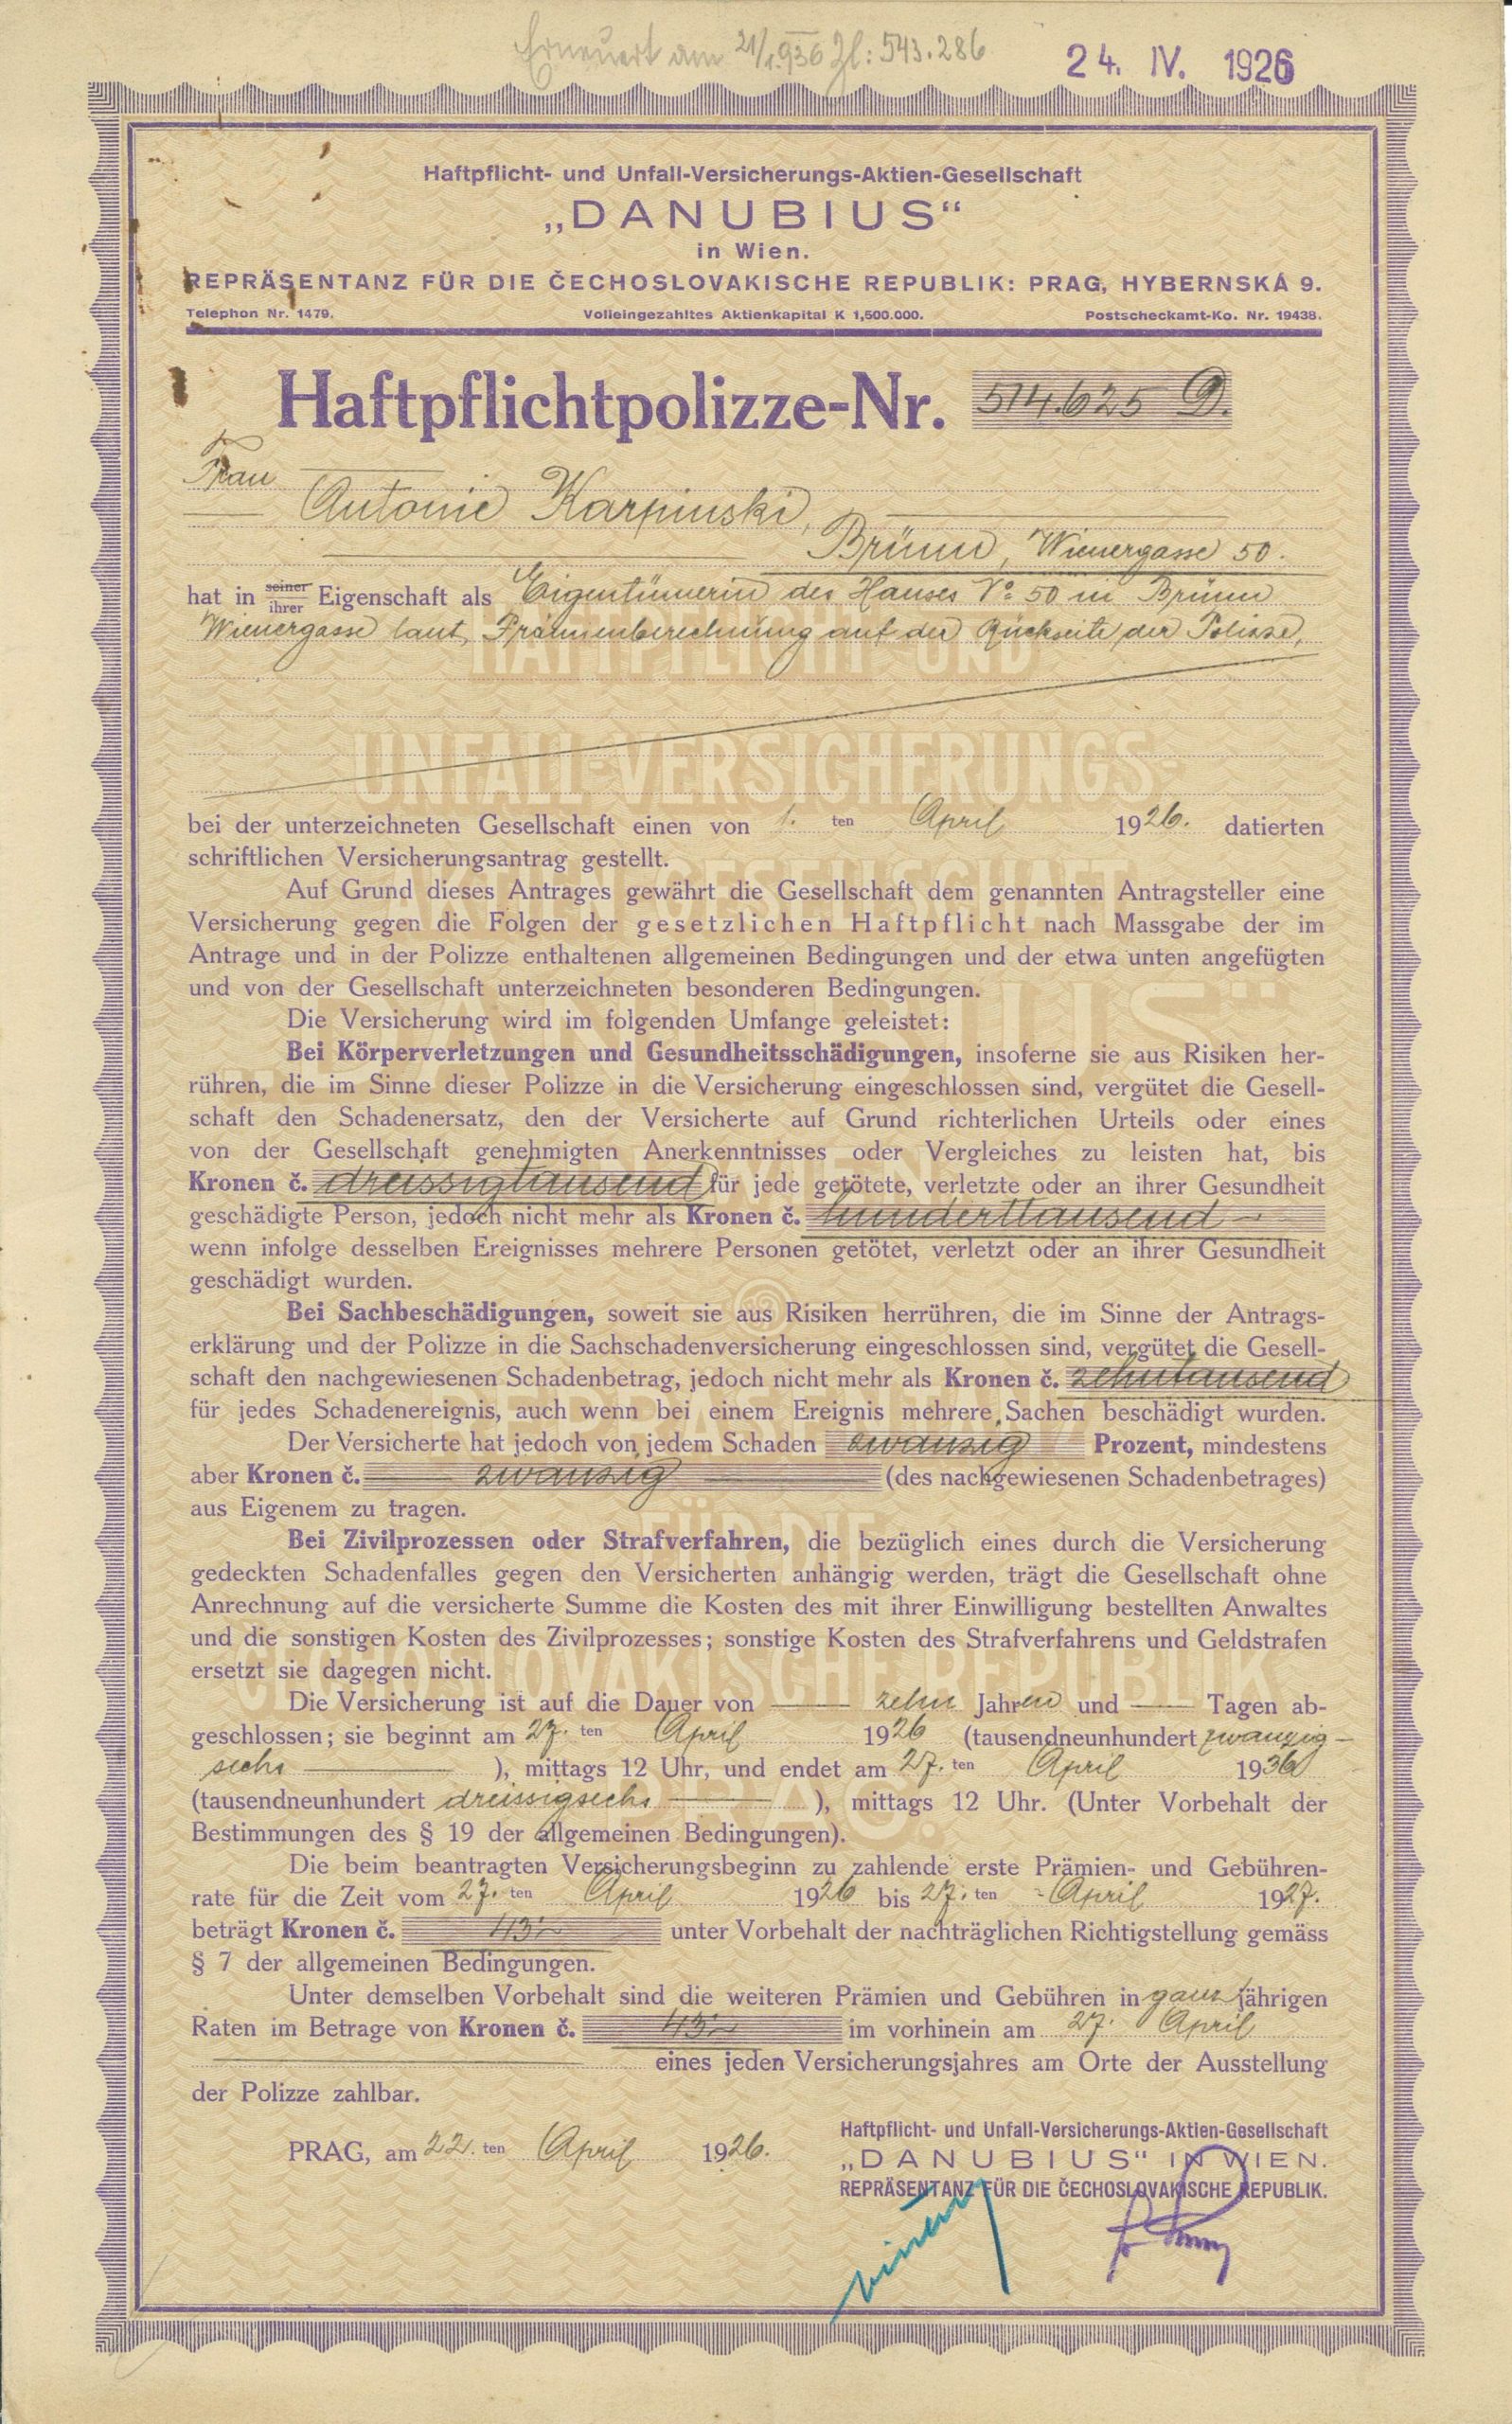 Erneuert am 21/1.936 Zl: 543.286
24. IV. 1926
Haftpflicht- und Unfall-Versicherungs-Aktien-Gesellschaft
„DANUBIUS“
in Wien.
REPRÄSENTANZ FÜR DIE ČECHOSLOVAKISCHE REPUBLIK: PRAG, HYBERNSKÁ 9.
Telephon Nr. 1479. Volleingezahltes Aktienkapital K 1,500.000. Postscheckamt-Ko. Nr. 19438.
Haftpflichtpolizze-Nr. 514.625 D.
Frau
Antonie Karpinski,
Brünn, Wienergasse 50.
hat in seiner ihrer Eigenschaft als Eigentümerin des Hauses No 50 in Brünn
Wienergasse laut Prämienberechnung auf der Rückseite der Polizze,
HAFTPFLICHT UND
UNFALL-VERSICHERUNGS-
bei der unterzeichneten Gesellschaft einen von 1. ten April 1926. datierten
schriftlichen Versicherungsantrag gestellt.
AKTIEN-GESELLSCHAFT
Auf Grund dieses Antrages gewährt die Gesellschaft dem genannten Antragsteller eine
Versicherung gegen die Folgen der gesetzlichen Haftpflicht nach Massgabe der im
Antrage und in der Polizze enthaltenen allgemeinen Bedingungen und der etwa unten angefügten
und von der Gesellschaft unterzeichneten besonderen Bedingungen.
Die Versicherung wird im folgenden Umfange geleistet:
„DANUBIUS“
Bei Körperverletzungen und Gesundheitsschädigungen, insoferne sie aus Risiken her-
rühren, die im Sinne dieser Polizze in die Versicherung eingeschlossen sind, vergütet die Gesell-
schaft den Schadenersatz, den der Versicherte auf Grund richterlichen Urteils oder eines
von der Gesellschaft genehmigten Anerkenntnisses oder Vergleiches zu leisten hat, bis
IN WIEN
Kronen č. dreissigtausend für jede getötete, verletzte oder an ihrer Gesundheit
geschädigte Person, jedoch nicht mehr als Kronen č. hunderttausend
wenn infolge desselben Ereignisses mehrere Personen getötet, verletzt oder an ihrer Gesundheit
geschädigt wurden.
Bei Sachbeschädigungen, soweit sie aus Risiken herrühren, die im Sinne der Antrags-
erklärung und der Polizze in die Sachschadenversicherung eingeschlossen sind, vergütet die Gesell-
schaft den nachgewiesenen Schadenbetrag, jedoch nicht mehr als Kronen č. zehntausend
REPRÄSENTANZ
für jedes Schadenereignis, auch wenn bei einem Ereignis mehrere Sachen beschädigt wurden.
Der Versicherte hat jedoch von jedem Schaden zwanzig Prozent, mindestens
aber Kronen č. zwanzig (des nachgewiesenen Schadenbetrages)
aus Eigenem zu tragen.
FÜR DIE
Bei Zivilprozessen oder Strafverfahren, die bezüglich eines durch die Versicherung
gedeckten Schadenfalles gegen den Versicherten anhängig werden, trägt die Gesellschaft ohne
Anrechnung auf die versicherte Summe die Kosten des mit ihrer Einwilligung bestellten Anwaltes
und die sonstigen Kosten des Zivilprozesses; sonstige Kosten des Strafverfahrens und Geldstrafen
ersetzt sie dagegen nicht.
ČECHOSLOVAKISCHE REPUBLIK
Die Versicherung ist auf die Dauer von zehn Jahren und Tagen ab-
geschlossen; sie beginnt am 27. ten April 1926 (tausendneunhundert zwanzig-
sechs ), mittags 12 Uhr, und endet am 27. ten April 1936
PRAG.
(tausendneunhundert dreissigsechs ), mittags 12 Uhr. (Unter Vorbehalt der
Bestimmungen des § 19 der allgemeinen Bedingungen).
Die beim beantragten Versicherungsbeginn zu zahlende erste Prämien- und Gebühren-
rate für die Zeit vom 27. ten April 1926 bis 27. ten April 1927.
beträgt Kronen č. 43.- unter Vorbehalt der nachträglichen Richtigstellung gemäss
§ 7 der allgemeinen Bedingungen.
Unter demselben Vorbehalt sind die weiteren Prämien und Gebühren in ganzjährigen
Raten im Betrage von Kronen č. 43.- im vorhinein am 27. April
eines jeden Versicherungsjahres am Orte der Ausstellung
der Polizze zahlbar.
PRAG, am 22. ten April 1926.
Haftpflicht- und Unfall-Versicherungs-Aktien-Gesellschaft
„DANUBIUS“ IN WIEN.
REPRÄSENTANZ FÜR DIE ČECHOSLOVAKISCHE REPUBLIK.